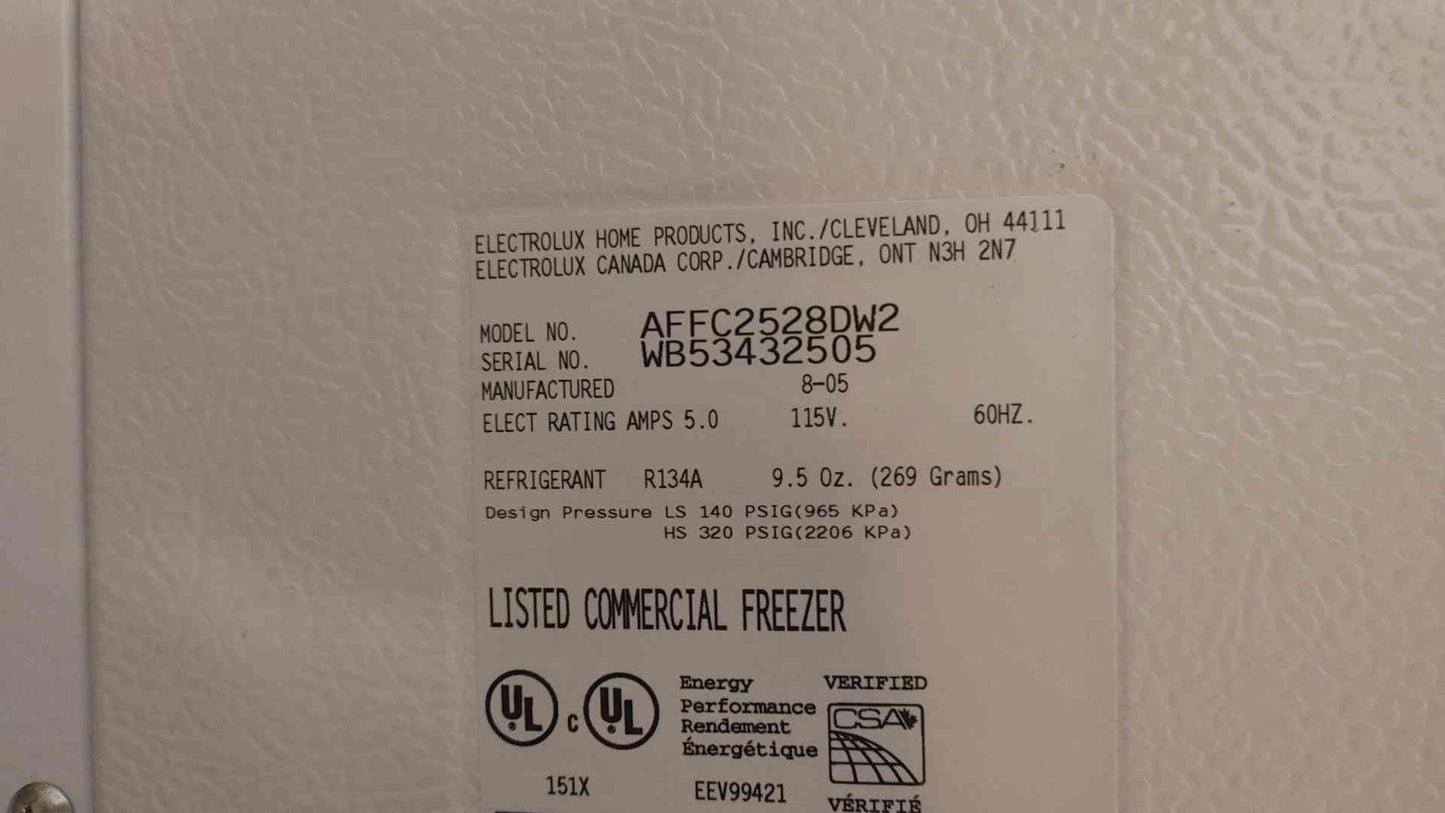 ELECTROLUX HOME PRODUCTS, INC./CLEVELAND, OH 44111
ELECTROLUX CANADA CORP./CAMBRIDGE, ONT N3H 2N7
MODEL NO. AFFC2528DW2
SERIAL NO. WB53432505
MANUFACTURED 8-05
ELECT RATING AMPS 5.0 115V. 60HZ.
REFRIGERANT R134A 9.5 Oz. (269 Grams)
Design Pressure LS 140 PSIG(965 KPa)
HS 320 PSIG(2206 KPa)
LISTED COMMERCIAL FREEZER
UL ® c UL ®
Energy
Performance
Rendement
Énergétique
VERIFIED
CSA
VÉRIFIÉ
151X
EEV99421